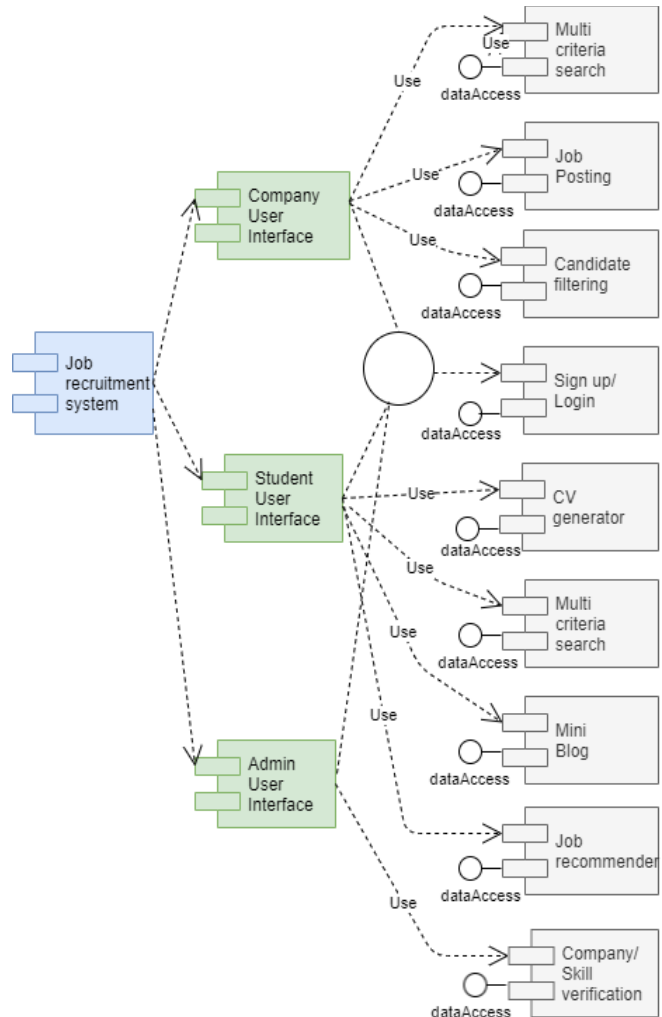 Multi
criteria
search
Use
Use
dataAccess
Job
Posting
Use
dataAccess
Company
User
Interface
Use
Candidate
filtering
dataAccess
Job
recruitment
system
Sign up/
Login
dataAccess
Student
User
Interface
Use
CV
generator
dataAccess
Use
Multi
criteria
search
dataAccess
Use
Mini
Blog
dataAccess
Use
Admin
User
Interface
Job
recommender
dataAccess
Use
Company/
Skill
verification
dataAccess